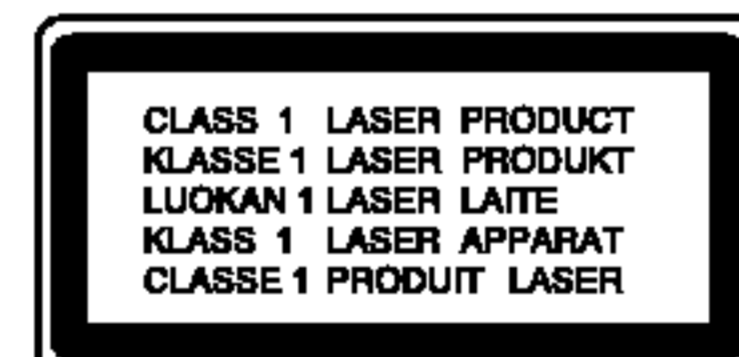 CLASS 1 LASER PRODUCT
KLASSE 1 LASER PRODUKT
LUOKAN 1 LASER LAITE
KLASS 1 LASER APPARAT
CLASSE 1 PRODUIT LASER